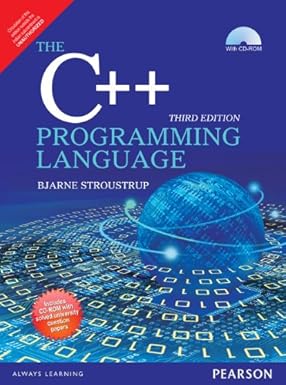 UNAUTHORIZED
With CD-ROM
THE
C++
THIRD EDITION
PROGRAMMING
LANGUAGE
BJARNE STROUSTRUP
Includes
CD-ROM with
solved university
question
papers
ALWAYS LEARNING
PEARSON